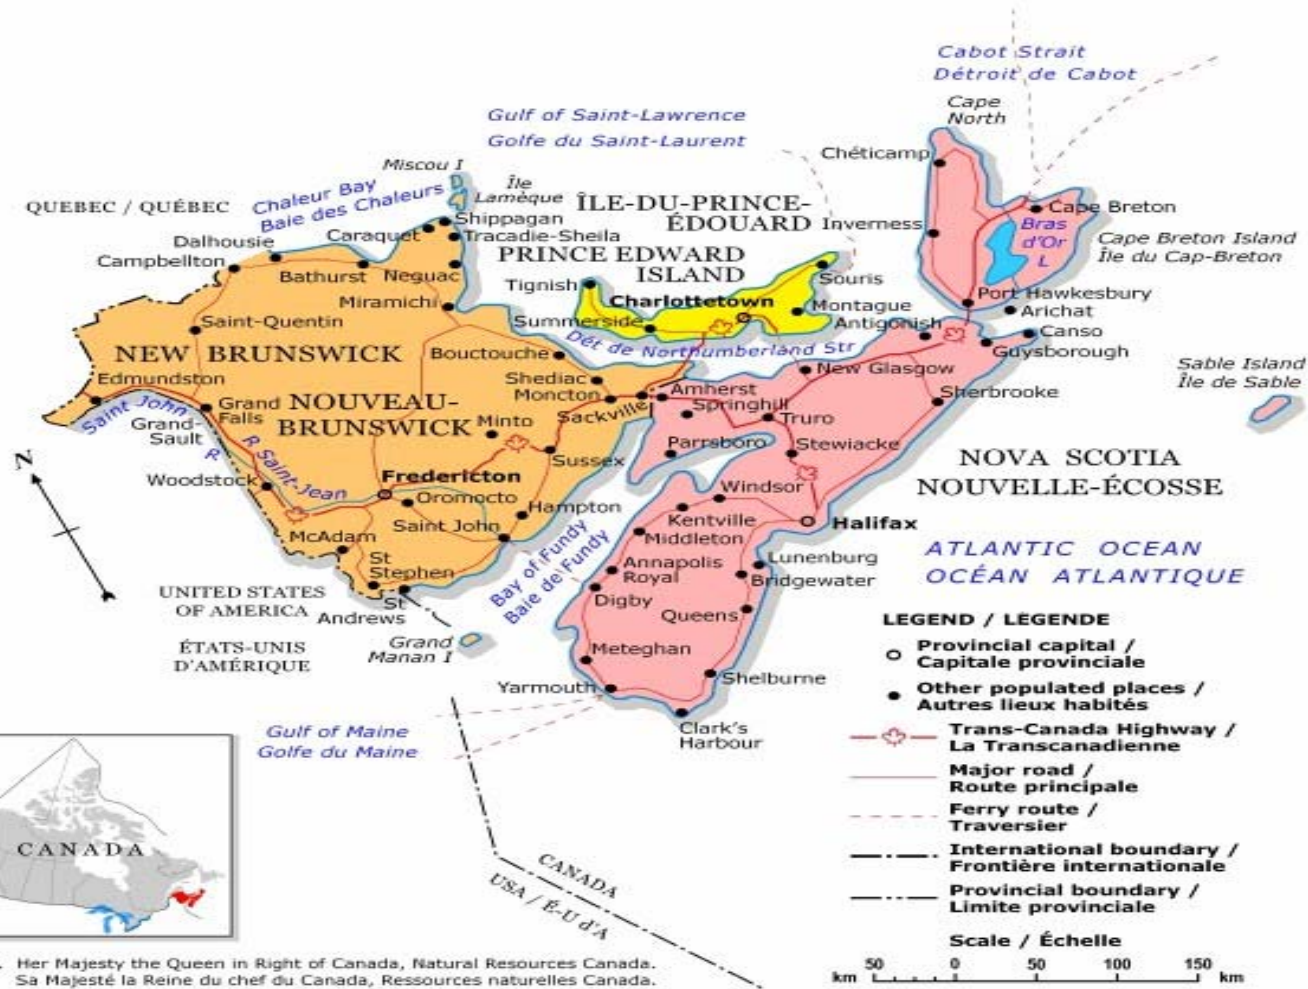 Cabot Strait
Détroit de Cabot
Cape
North
Gulf of Saint-Lawrence
Golfe du Saint-Laurent
Chéticamp
Miscou I
Île
Lamèque
Chaleur Bay
Baie des Chaleurs
QUEBEC / QUÉBEC
ÎLE-DU-PRINCE-
ÉDOUARD
PRINCE EDWARD
ISLAND
Shippagan
Caraquet
Tracadie-Sheila
Inverness
Cape Breton
Bras
d'Or
L
Cape Breton Island
Île du Cap-Breton
Dalhousie
Campbellton
Bathurst
Neguac
Tignish
Souris
Charlottetown
Port Hawkesbury
Miramichi
Montague
Arichat
Saint-Quentin
Summerside
Antigonish
Canso
Dét de Northumberland Str
Guysborough
NEW BRUNSWICK
Bouctouche
Sable Island
Île de Sable
New Glasgow
Edmundston
Shediac
Moncton
Amherst
Sherbrooke
Saint John
R
Grand
Falls
Grand-
Sault
NOUVEAU-
BRUNSWICK
Minto
Sackville
Springhill
Truro
Parrsboro
Stewiacke
N
R Saint-Jean
Sussex
NOVA SCOTIA
NOUVELLE-ÉCOSSE
Woodstock
Fredericton
Oromocto
Windsor
Hampton
Kentville
Halifax
Saint John
McAdam
Middleton
Bay of Fundy
Baie de Fundy
ATLANTIC OCEAN
OCÉAN ATLANTIQUE
St
Stephen
Annapolis
Royal
Lunenburg
Bridgewater
UNITED STATES
OF AMERICA
St
Andrews
Digby
Queens
ÉTATS-UNIS
D'AMÉRIQUE
Grand
Manan I
Meteghan
Yarmouth
Shelburne
Gulf of Maine
Golfe du Maine
Clark's
Harbour
LEGEND / LÉGENDE
Provincial capital /
Capitale provinciale
Other populated places /
Autres lieux habités
Trans-Canada Highway /
La Transcanadienne
Major road /
Route principale
Ferry route /
Traversier
International boundary /
Frontière internationale
Provincial boundary /
Limite provinciale
Scale / Échelle
km 50 0 50 100 150 km
CANADA
CANADA
USA / É-U d'A
Her Majesty the Queen in Right of Canada, Natural Resources Canada.
Sa Majesté la Reine du chef du Canada, Ressources naturelles Canada.